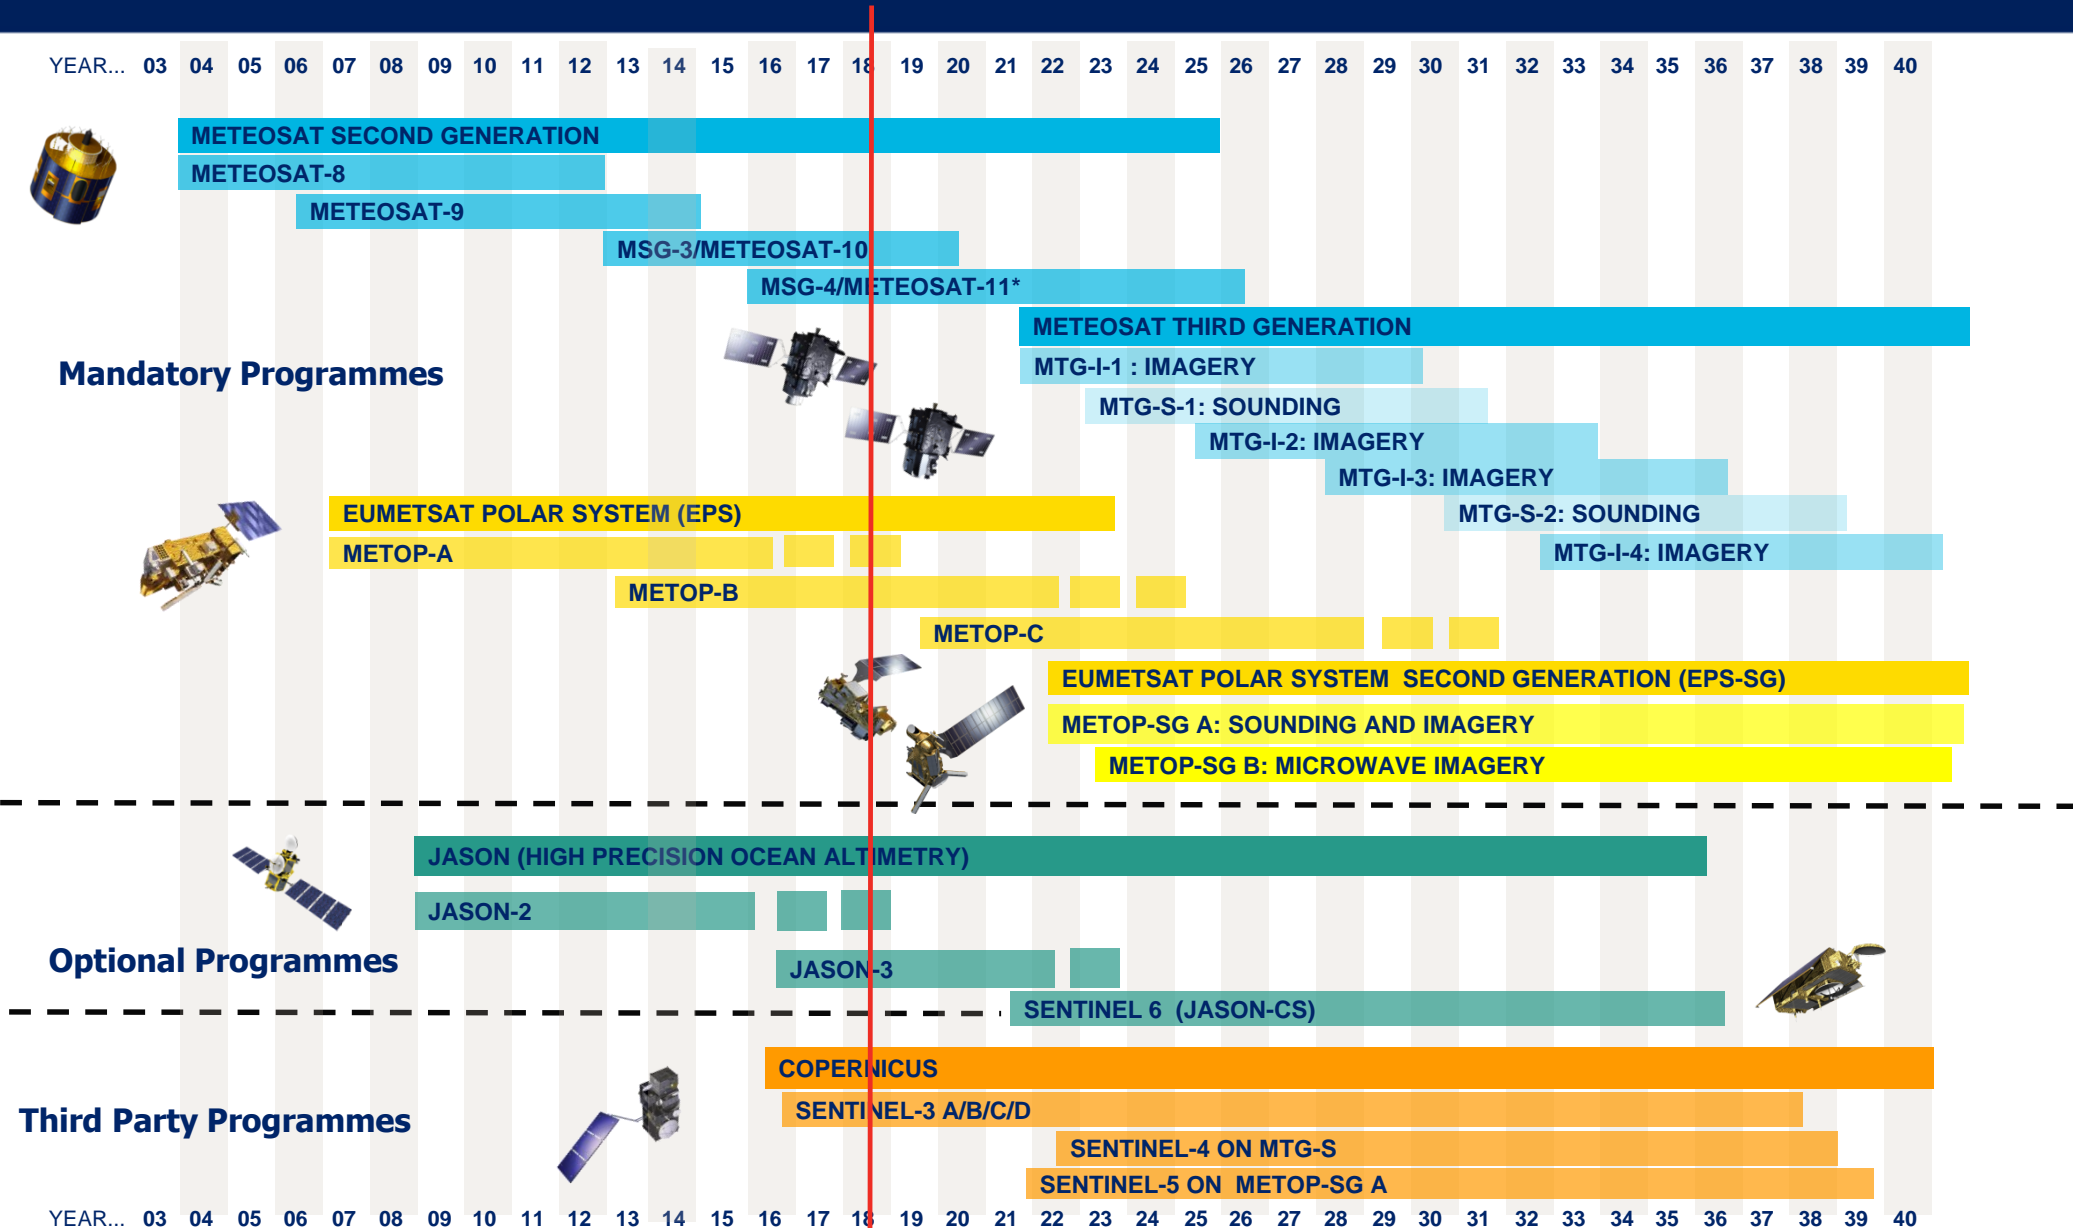 YEAR... 03 04 05 06 07 08 09 10 11 12 13 14 15 16 17 18 19 20 21 22 23 24 25 26 27 28 29 30 31 32 33 34 35 36 37 38 39 40
METEOSAT SECOND GENERATION
METEOSAT-8
METEOSAT-9
MSG-3/METEOSAT-10
MSG-4/METEOSAT-11*
METEOSAT THIRD GENERATION
Mandatory Programmes
MTG-I-1 : IMAGERY
MTG-S-1: SOUNDING
MTG-I-2: IMAGERY
MTG-I-3: IMAGERY
EUMETSAT POLAR SYSTEM (EPS)
MTG-S-2: SOUNDING
METOP-A
MTG-I-4: IMAGERY
METOP-B
METOP-C
EUMETSAT POLAR SYSTEM SECOND GENERATION (EPS-SG)
METOP-SG A: SOUNDING AND IMAGERY
METOP-SG B: MICROWAVE IMAGERY
JASON (HIGH PRECISION OCEAN ALTIMETRY)
JASON-2
Optional Programmes
JASON-3
SENTINEL 6 (JASON-CS)
COPERNICUS
Third Party Programmes
SENTINEL-3 A/B/C/D
SENTINEL-4 ON MTG-S
SENTINEL-5 ON METOP-SG A
YEAR... 03 04 05 06 07 08 09 10 11 12 13 14 15 16 17 18 19 20 21 22 23 24 25 26 27 28 29 30 31 32 33 34 35 36 37 38 39 40